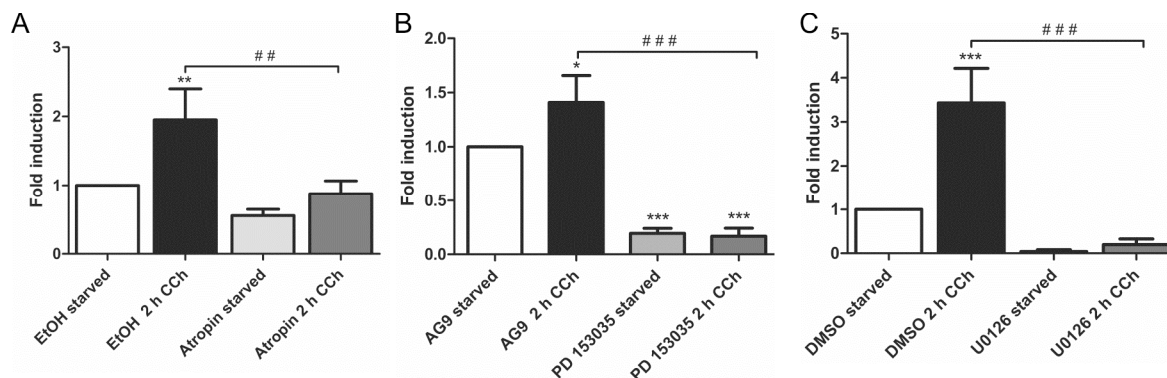 A
Fold induction
3
2
1
0
**
# #
EtOH starved
EtOH 2 h CCh
Atropin starved
Atropin 2 h CCh
B
Fold induction
2.0
1.5
1.0
0.5
0.0
*
# # #
***
***
AG9 starved
AG9 2 h CCh
PD 153035 starved
PD 153035 2 h CCh
C
Fold induction
5
4
3
2
1
0
***
# # #
DMSO starved
DMSO 2 h CCh
U0126 starved
U0126 2 h CCh